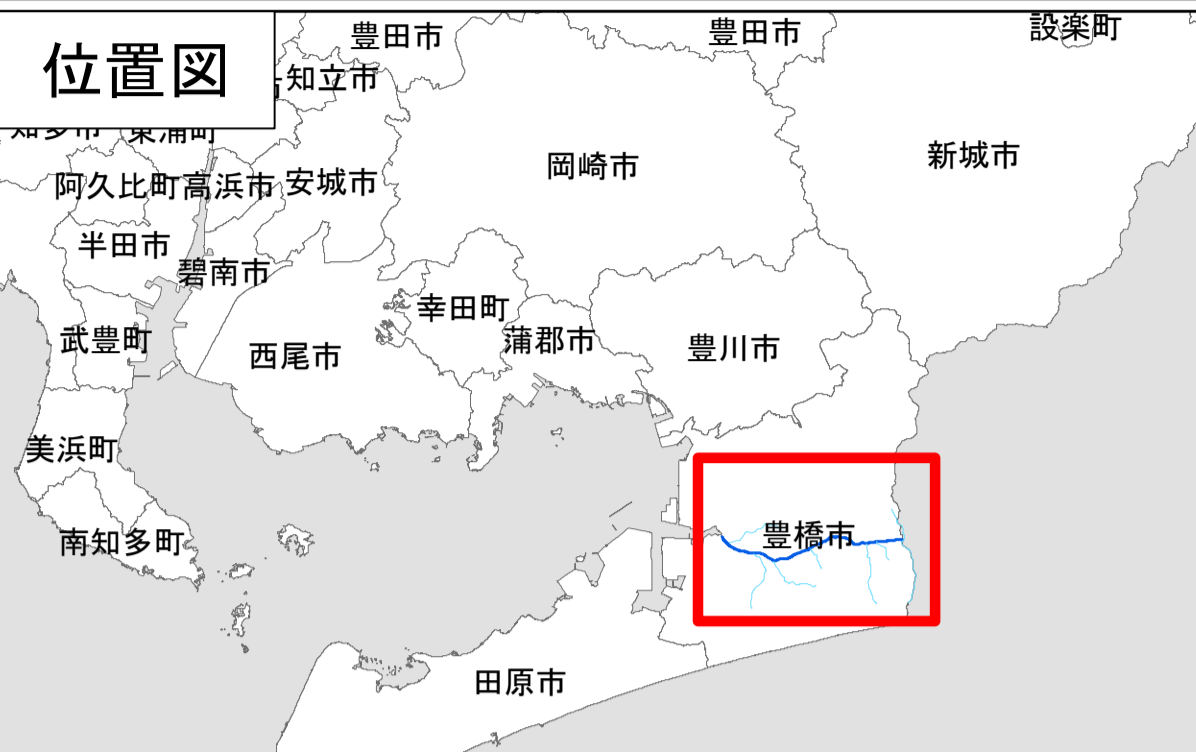 位置図
豊田市
豊田市
設楽町
知立市
知多市
東浦町
岡崎市
新城市
阿久比町
高浜市
安城市
半田市
碧南市
幸田町
武豊町
蒲郡市
豊川市
西尾市
美浜町
豊橋市
南知多町
田原市